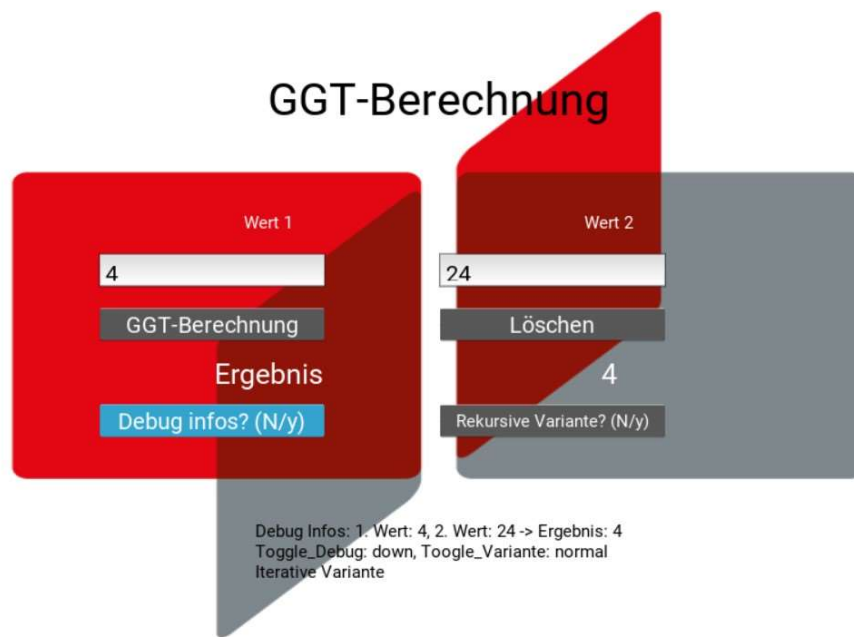 GGT-Berechnung
Wert 1
Wert 2
4
24
GGT-Berechnung
Löschen
Ergebnis
4
Debug infos? (N/y)
Rekursive Variante? (N/y)
Debug Infos: 1. Wert: 4, 2. Wert: 24 -> Ergebnis: 4
Toggle_Debug: down, Toogle_Variante: normal
Iterative Variante